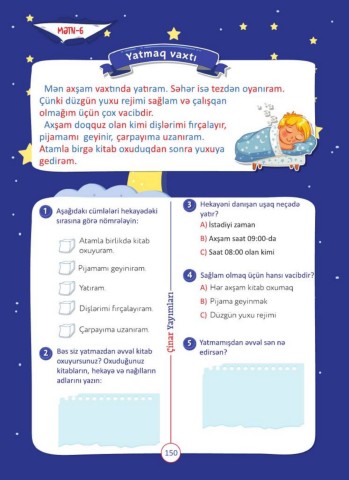 MƏTN-6
Yatmaq vaxtı
Mən axşam vaxtında yatıram. Səhər isə tezdən oyanıram.
Çünki düzgün yuxu rejimi sağlam və çalışqan
olmağım üçün çox vacibdir.
Axşam doqquz olan kimi dişlərimi fırçalayır,
pijamamı geyinir, çarpayıma uzanıram.
Atamla birgə kitab oxuduqdan sonra yuxuya
gedirəm.
1 Aşağıdakı cümlələri hekayədəki
sırasına görə nömrələyin:
Atamla birlikdə kitab
oxuyuram.
Pijamamı geyinirəm.
Yatıram.
Dişlərimi fırçalayıram.
Çarpayıma uzanıram.
2 Bəs siz yatmazdan əvvəl kitab
oxuyursunuz? Oxuduğunuz
kitabların, hekayə və nağılların
adlarını yazın:
Çinar Yayımları
3 Hekayəni danışan uşaq neçədə
yatır?
A) İstədiyi zaman
B) Axşam saat 09:00-da
C) Saat 08:00 olan kimi
4 Sağlam olmaq üçün hansı vacibdir?
A) Hər axşam kitab oxumaq
B) Pijama geyinmək
C) Düzgün yuxu rejimi
5 Yatmamışdan əvvəl sən nə
edirsən?
150